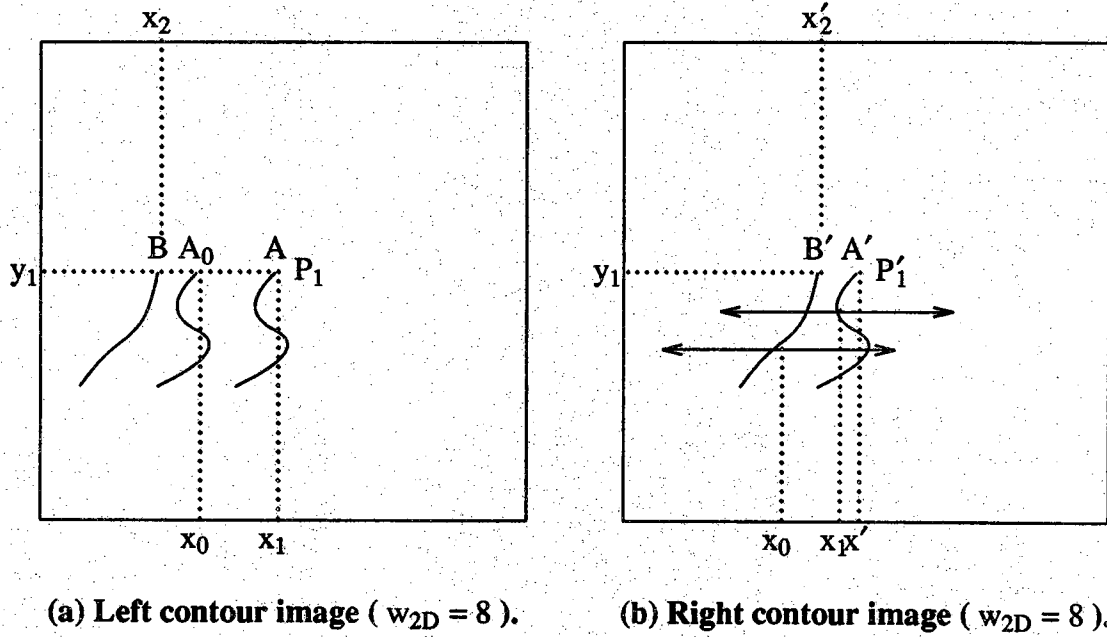 x₂
x′₂
B A₀ A
B′ A′
y₁
P₁
y₁
P′₁
x₀ x₁
x₀ x₁x′
(a) Left contour image ( w₂D = 8 ).
(b) Right contour image ( w₂D = 8 ).